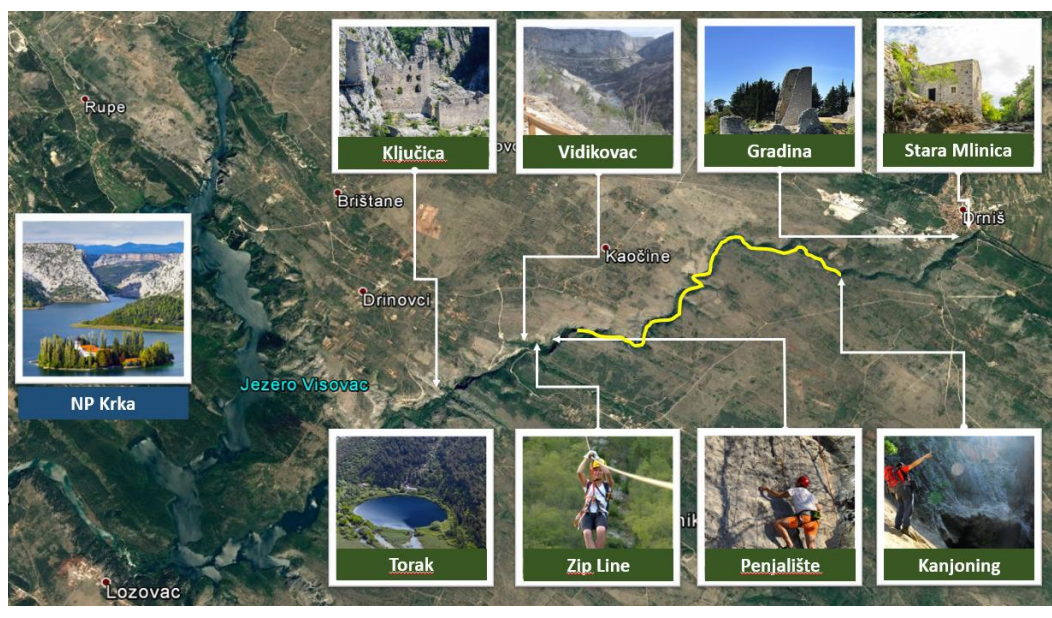 Ključica
Vidikovac
Gradina
Stara Mlinica
Rupe
Brištane
Drniš
Kaočine
Drinovci
Jezero Visovac
NP Krka
Torak
Zip Line
Penjalište
Kanjoning
Lozovac